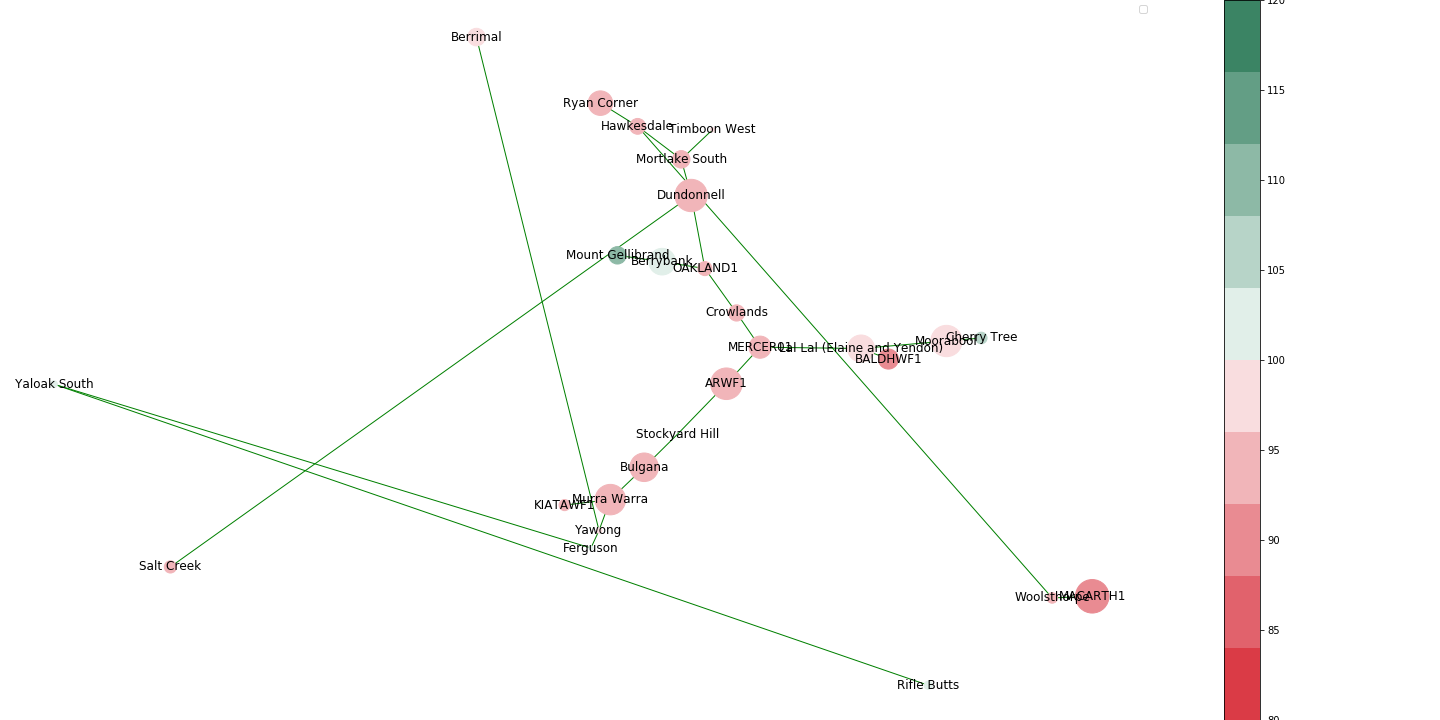 Berrimal
Ryan Corner
Hawkesdale
Timboon West
Mortlake South
Dundonnell
Mount Gellibrand
Berrybank
OAKLAND1
Crowlands
MERCER01
Lal Lal (Elaine and Yendon)
Moorabool
Cherry Tree
BALDHWF1
Yaloak South
ARWF1
Stockyard Hill
Bulgana
Murra Warra
KIATAWF1
Yawong
Ferguson
Salt Creek
Woolsthorpe
MACARTH1
Rifle Butts
120
115
110
105
100
95
90
85
80